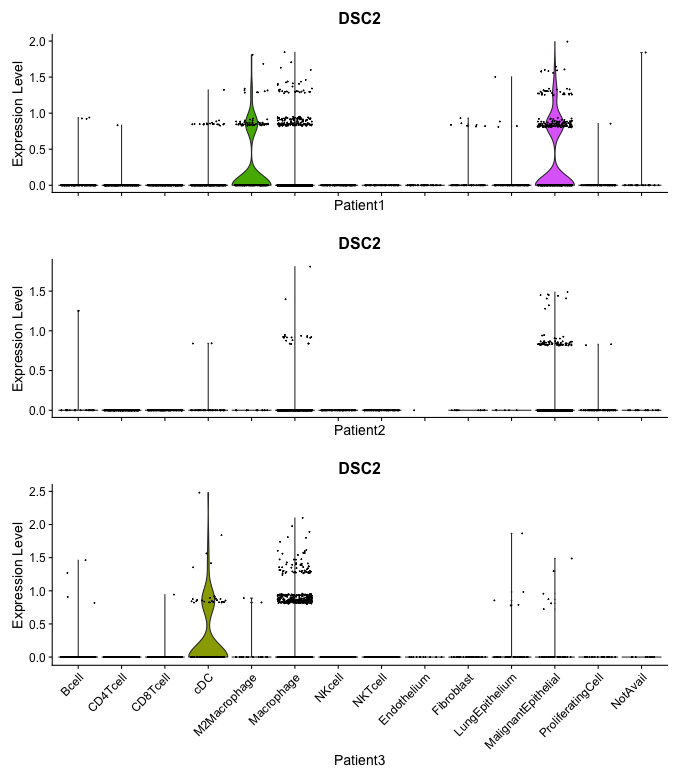 DSC2
Expression Level
2.0
1.5
1.0
0.5
0.0
Patient1
DSC2
Expression Level
1.5
1.0
0.5
0.0
Patient2
DSC2
Expression Level
2.5
2.0
1.5
1.0
0.5
0.0
Bcell
CD4Tcell
CD8Tcell
cDC
M2Macrophage
Macrophage
NKcell
NKTcell
Endothelium
Fibroblast
LungEpithelium
MalignantEpithelial
ProliferatingCell
NotAvail
Patient3